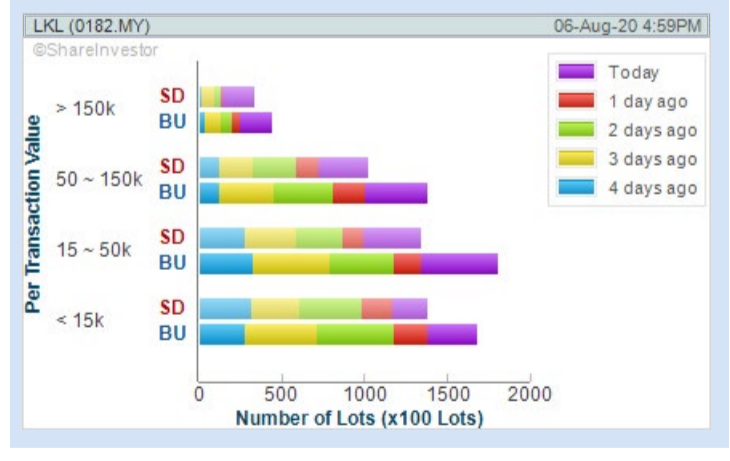 LKL (0182.MY) 06-Aug-20 4:59PM
©ShareInvestor
Today
1 day ago
2 days ago
3 days ago
4 days ago
Per Transaction Value
> 150k
SD
BU
50 ~ 150k
SD
BU
15 ~ 50k
SD
BU
< 15k
SD
BU
0 500 1000 1500 2000
Number of Lots (x100 Lots)